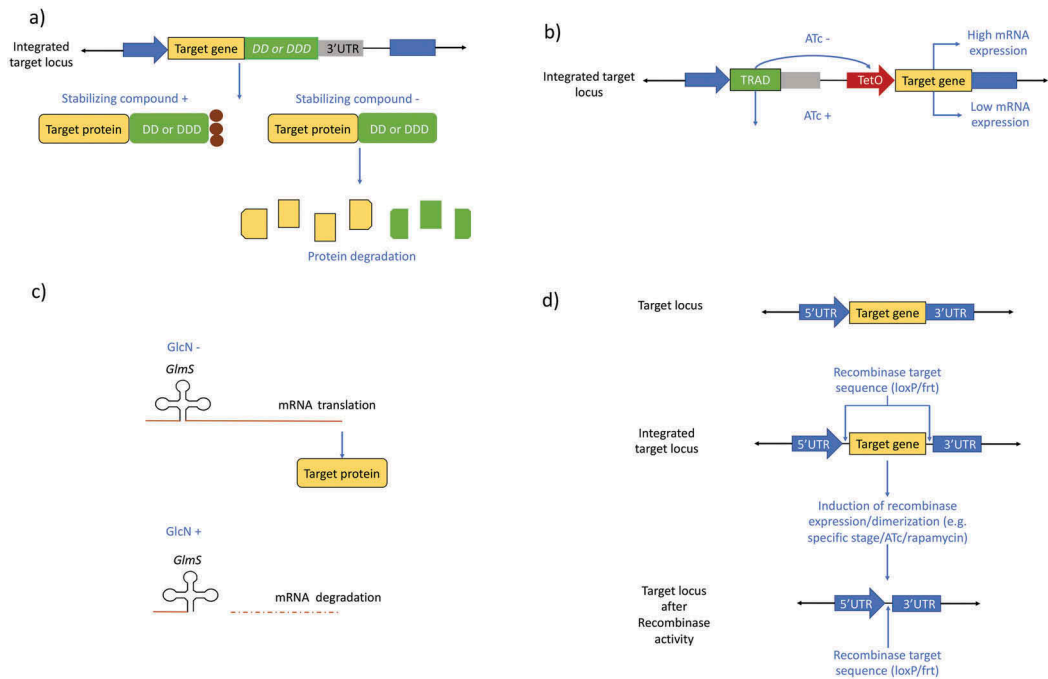 a)
Integrated
target locus
Target gene
DD or DDD
3'UTR
Stabilizing compound +
Stabilizing compound -
Target protein
DD or DDD
Target protein
DD or DDD
Protein degradation
b)
Integrated target
locus
ATc -
TRAD
TetO
Target gene
ATc +
High mRNA
expression
Low mRNA
expression
c)
GlcN -
GlmS
mRNA translation
Target protein
GlcN +
GlmS
mRNA degradation
d)
Target locus
5'UTR
Target gene
3'UTR
Recombinase target
sequence (loxP/frt)
Integrated
target locus
5'UTR
Target gene
3'UTR
Induction of recombinase
expression/dimerization (e.g.
specific stage/ATc/rapamycin)
Target locus
after
Recombinase
activity
5'UTR
3'UTR
Recombinase target
sequence (loxP/frt)